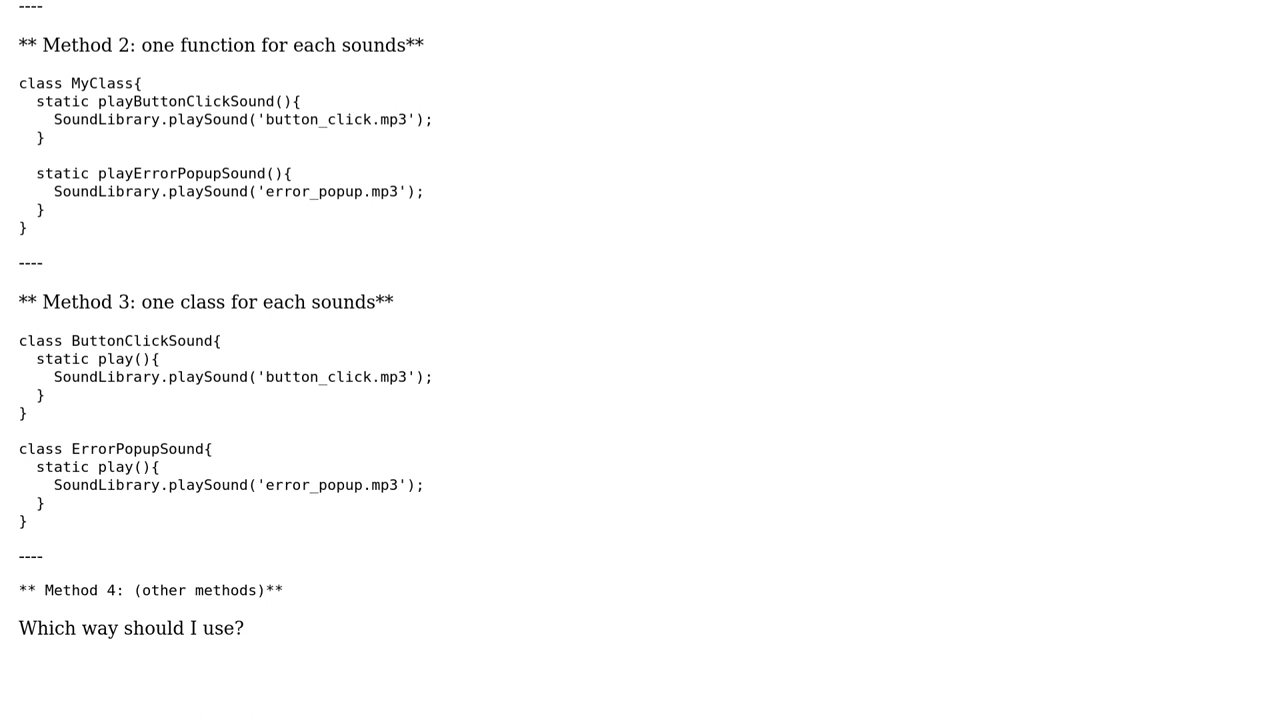 ----
** Method 2: one function for each sounds**
class MyClass{
  static playButtonClickSound(){
    SoundLibrary.playSound('button_click.mp3');
  }
  static playErrorPopupSound(){
    SoundLibrary.playSound('error_popup.mp3');
  }
}
----
** Method 3: one class for each sounds**
class ButtonClickSound{
  static play(){
    SoundLibrary.playSound('button_click.mp3');
  }
}
class ErrorPopupSound{
  static play(){
    SoundLibrary.playSound('error_popup.mp3');
  }
}
----
** Method 4: (other methods)**
Which way should I use?